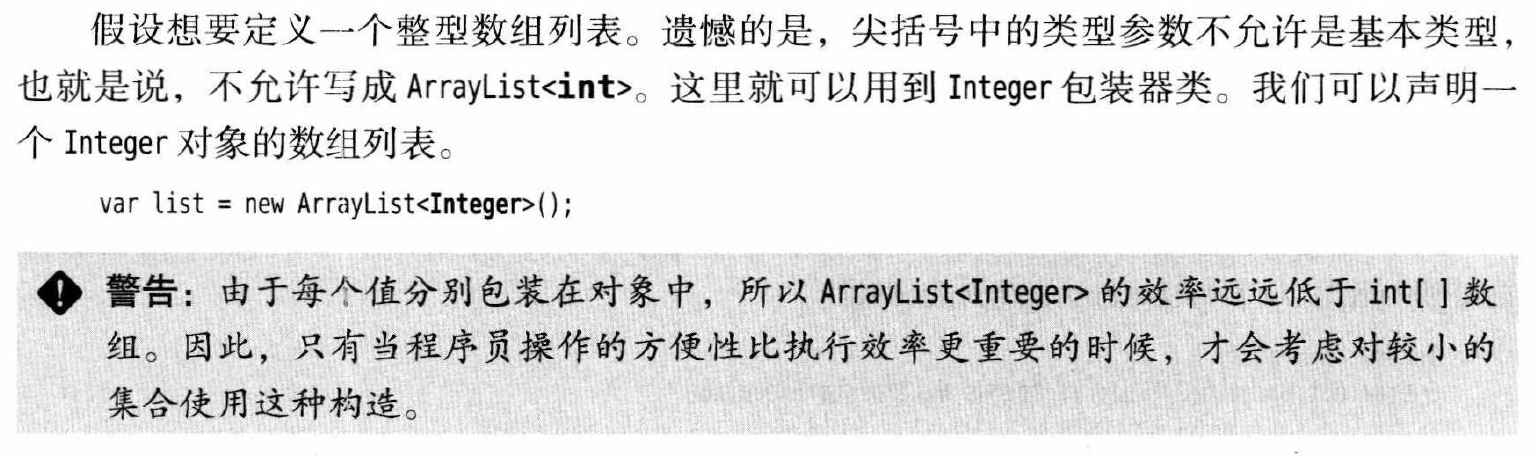 假设想要定义一个整型数组列表。遗憾的是，尖括号中的类型参数不允许是基本类型，
也就是说，不允许写成 ArrayList<int>。这里就可以用到 Integer 包装器类。我们可以声明一
个 Integer 对象的数组列表。
var list = new ArrayList<Integer>();
警告：由于每个值分别包装在对象中，所以 ArrayList<Integer> 的效率远远低于 int[ ] 数
组。因此，只有当程序员操作的方便性比执行效率更重要的时候，才会考虑对较小的
集合使用这种构造。